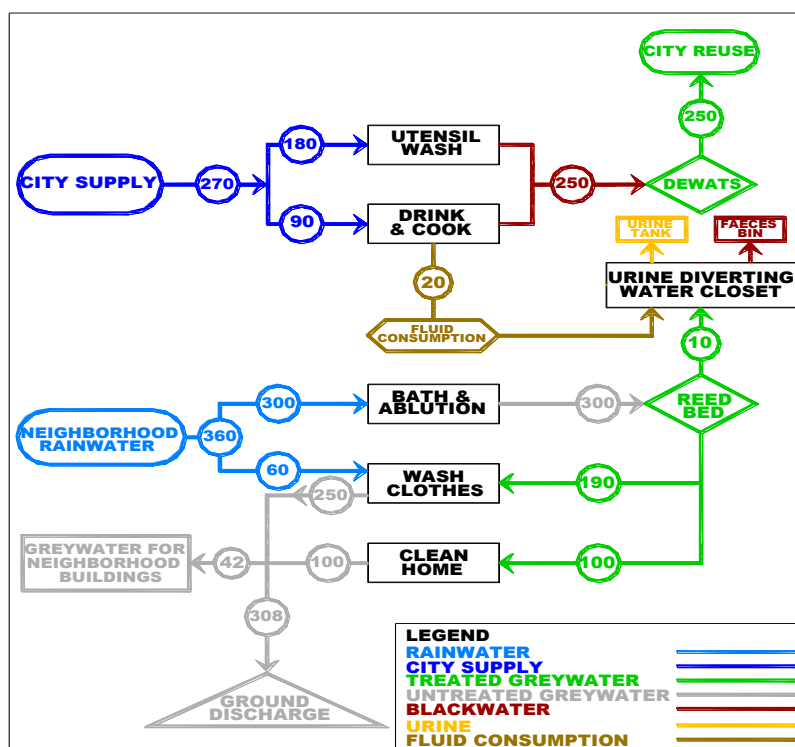 CITY REUSE
250
180
UTENSIL
WASH
CITY SUPPLY
270
250
DEWATS
90
DRINK
& COOK
URINE
TANK
FAECES
BIN
20
URINE DIVERTING
WATER CLOSET
FLUID
CONSUMPTION
10
300
BATH &
ABLUTION
300
REED
BED
NEIGHBORHOOD
RAINWATER
360
60
WASH
CLOTHES
190
250
GREYWATER FOR
NEIGHBORHOOD
BUILDINGS
42
100
CLEAN
HOME
100
308
GROUND
DISCHARGE
LEGEND
RAINWATER
CITY SUPPLY
TREATED GREYWATER
UNTREATED GREYWATER
BLACKWATER
URINE
FLUID CONSUMPTION